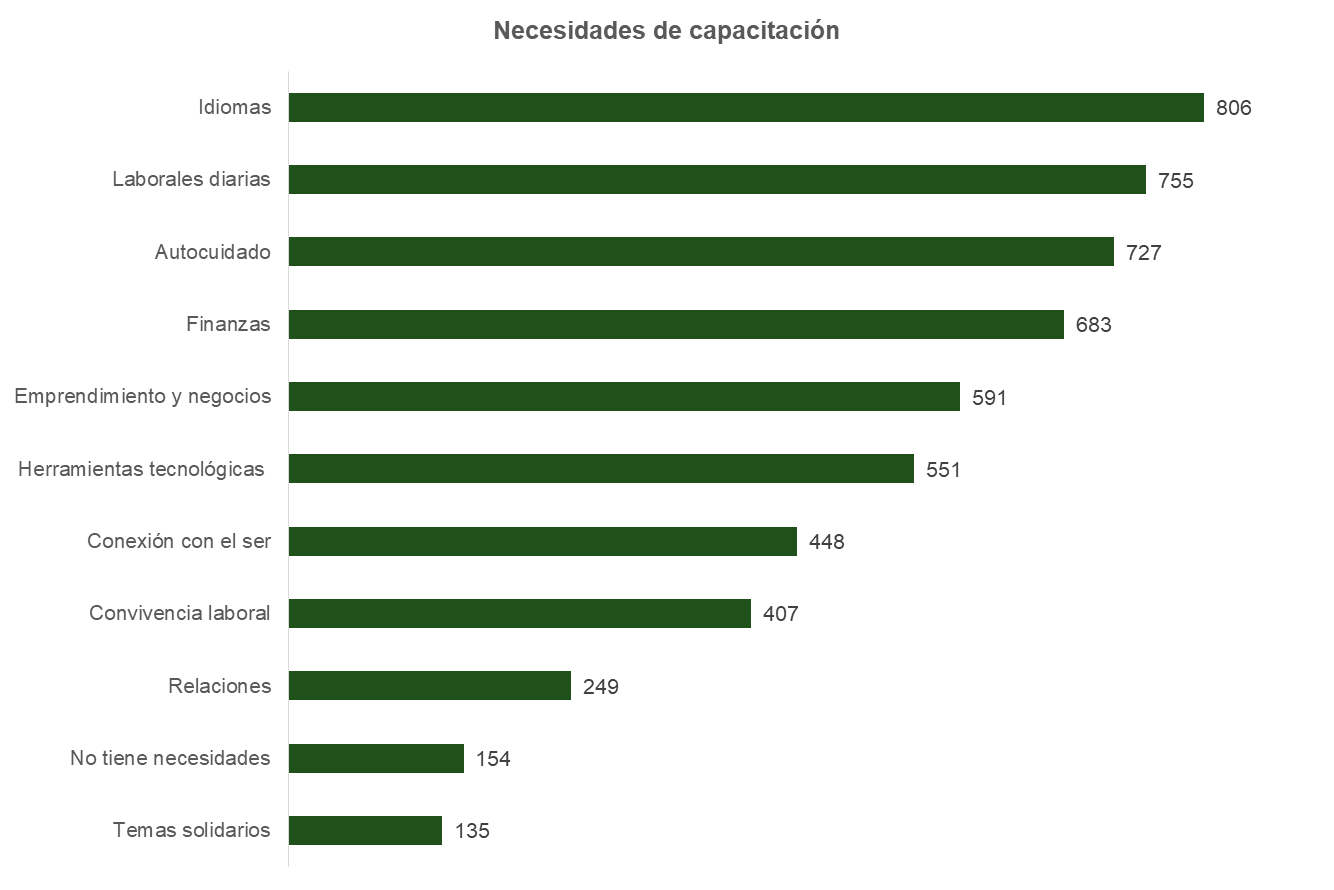 Necesidades de capacitación
Idiomas 806
Laborales diarias 755
Autocuidado 727
Finanzas 683
Emprendimiento y negocios 591
Herramientas tecnológicas 551
Conexión con el ser 448
Convivencia laboral 407
Relaciones 249
No tiene necesidades 154
Temas solidarios 135